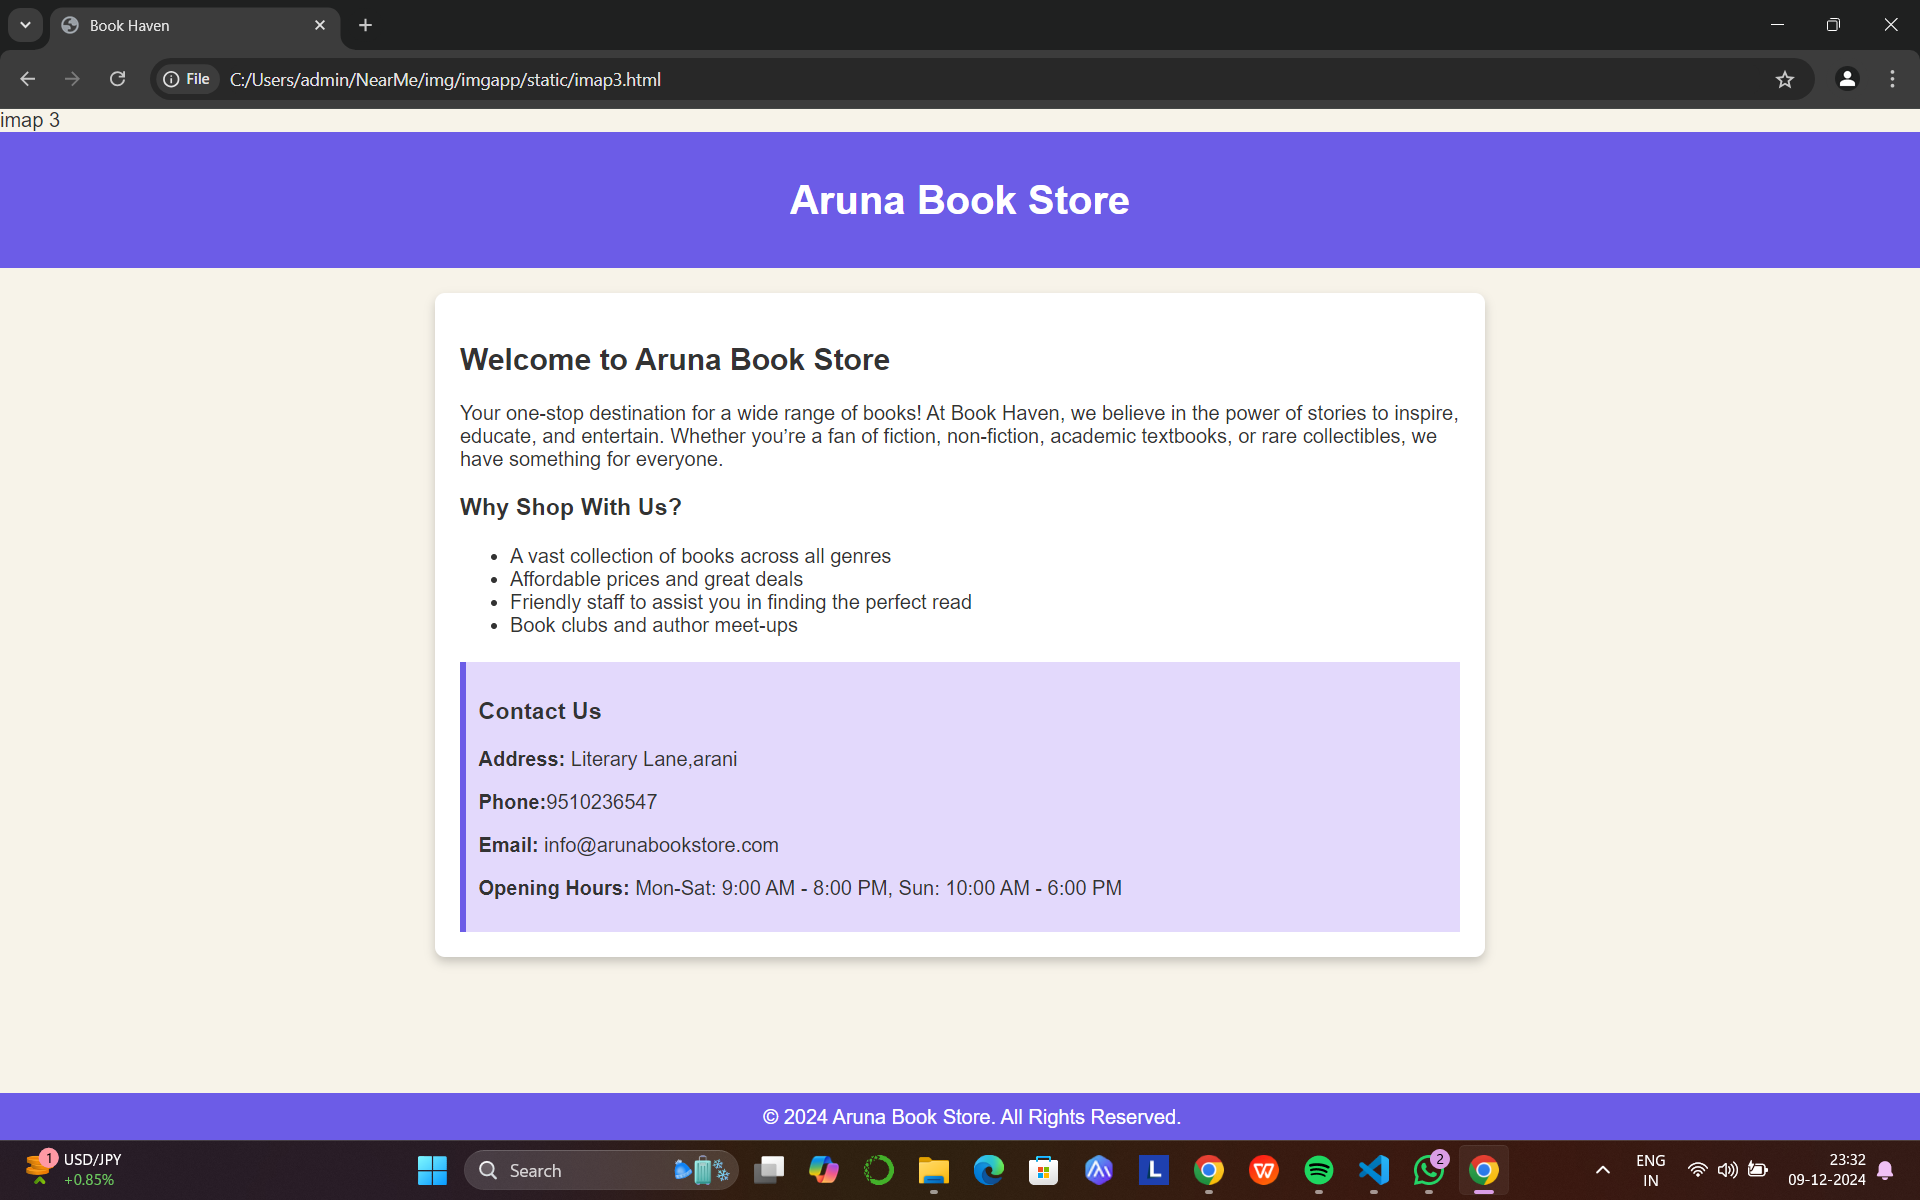 Book Haven
File
C:/Users/admin/NearMe/img/imgapp/static/imap3.html
imap 3
Aruna Book Store
Welcome to Aruna Book Store
Your one-stop destination for a wide range of books! At Book Haven, we believe in the power of stories to inspire,
educate, and entertain. Whether you’re a fan of fiction, non-fiction, academic textbooks, or rare collectibles, we
have something for everyone.
Why Shop With Us?
• A vast collection of books across all genres
• Affordable prices and great deals
• Friendly staff to assist you in finding the perfect read
• Book clubs and author meet-ups
Contact Us
Address: Literary Lane,arani
Phone:9510236547
Email: info@arunabookstore.com
Opening Hours: Mon-Sat: 9:00 AM - 8:00 PM, Sun: 10:00 AM - 6:00 PM
© 2024 Aruna Book Store. All Rights Reserved.
1
USD/JPY
+0.85%
Search
L
W
2
ENG
IN
23:32
09-12-2024